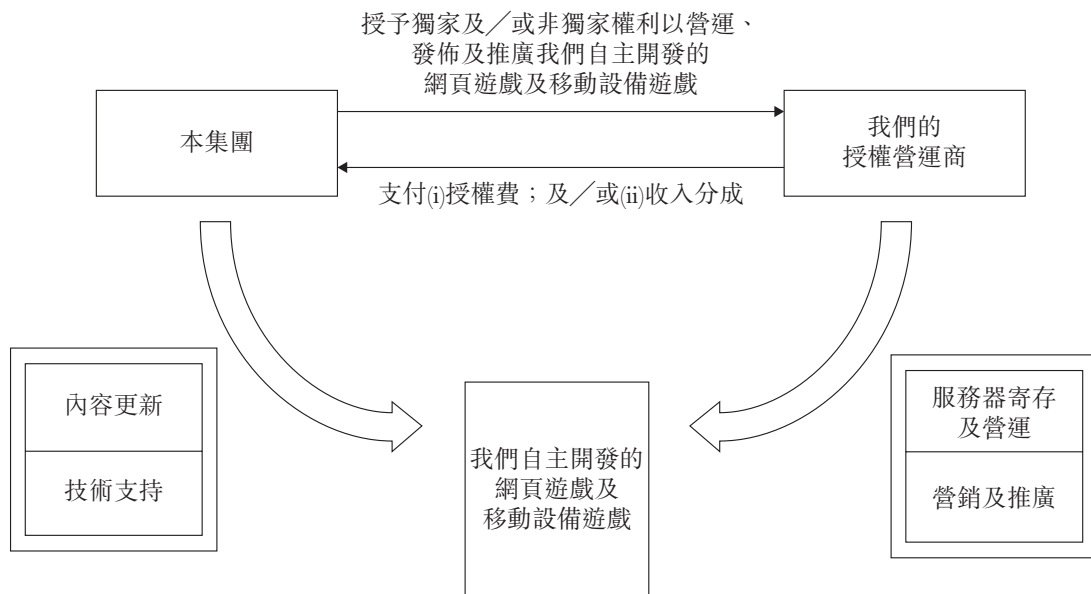 授予獨家及╱或非獨家權利以營運、
發佈及推廣我們自主開發的
網頁遊戲及移動設備遊戲
本集團
我們的
授權營運商
支付(i)授權費；及╱或(ii)收入分成
內容更新
技術支持
我們自主開發的
網頁遊戲及
移動設備遊戲
服務器寄存
及營運
營銷及推廣